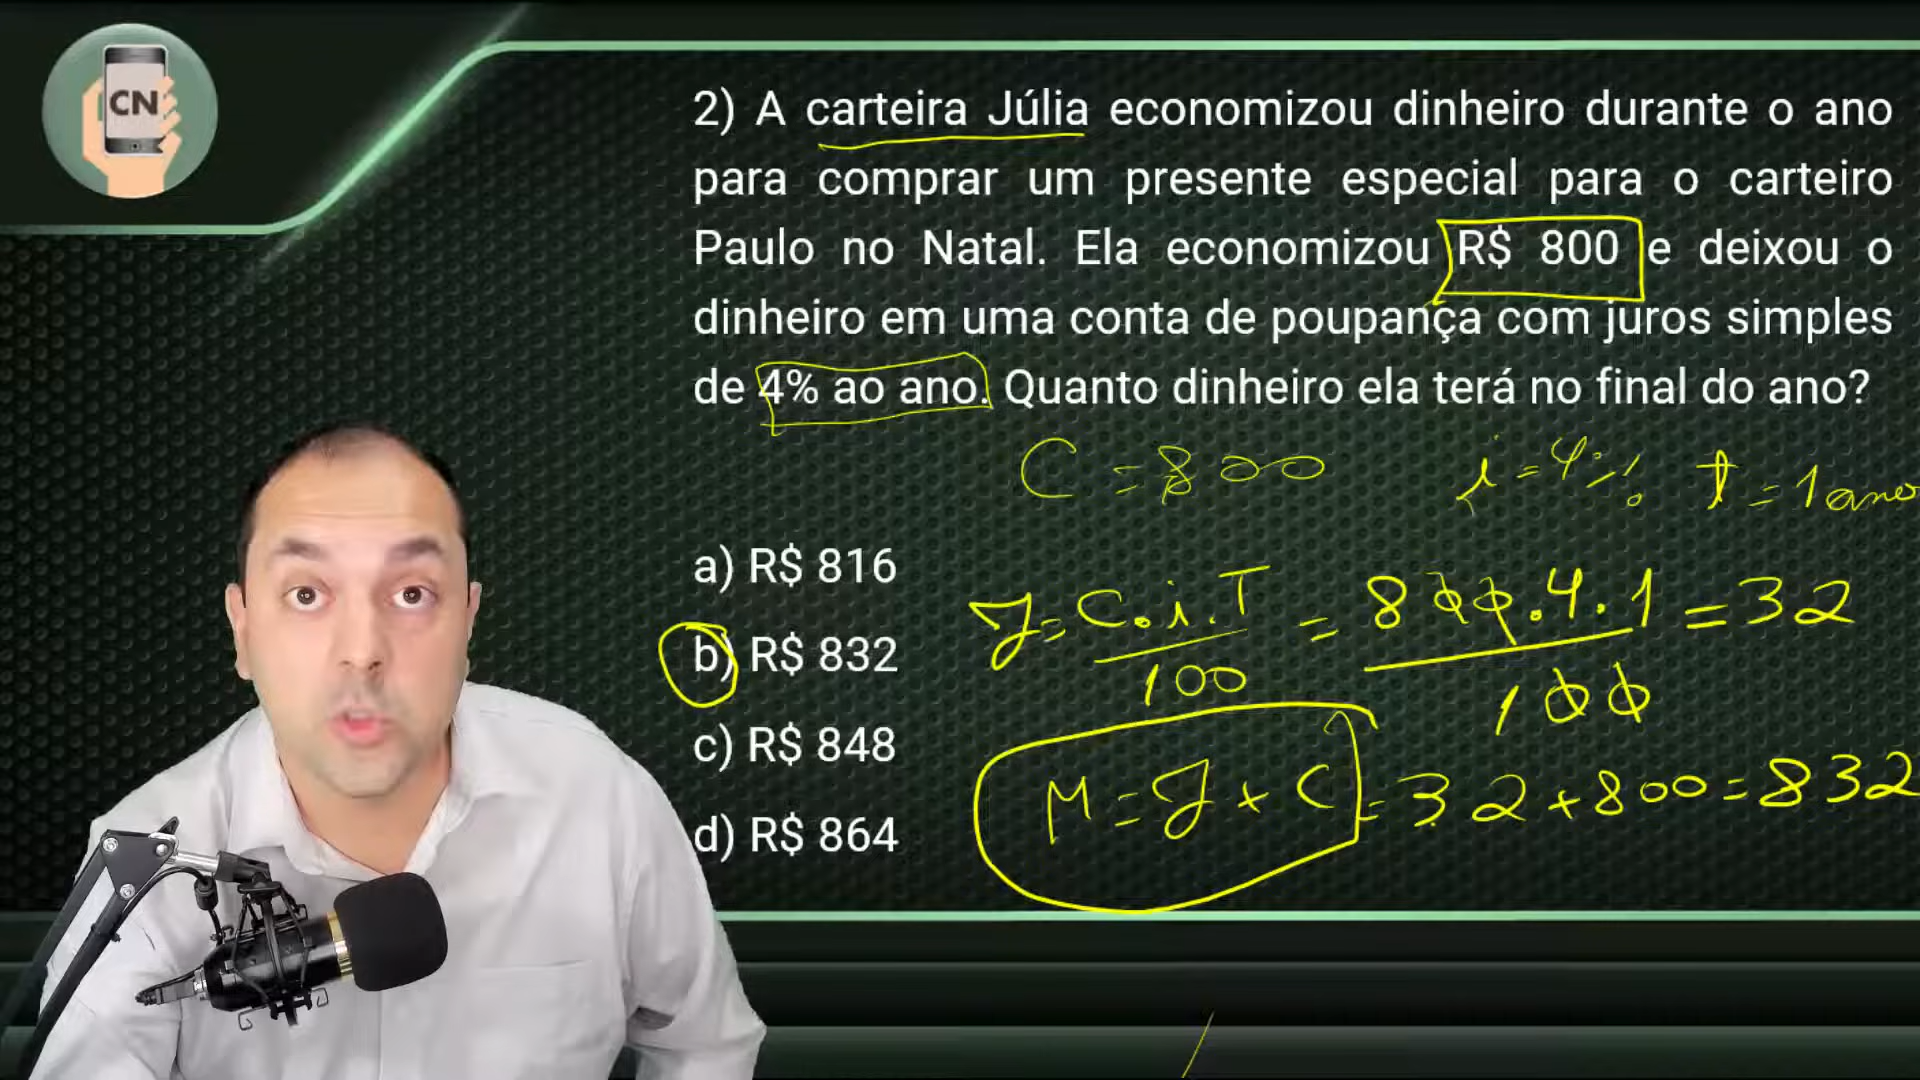 CN
2) A carteira Júlia economizou dinheiro durante o ano
para comprar um presente especial para o carteiro
Paulo no Natal. Ela economizou R$ 800 e deixou o
dinheiro em uma conta de poupança com juros simples
de 4% ao ano. Quanto dinheiro ela terá no final do ano?
C = 800 i = 4% t = 1 ano
a) R$ 816
b) R$ 832
c) R$ 848
d) R$ 864
J = C.i.T / 100 = 800.4.1 / 100 = 32
M = J + C = 32 + 800 = 832